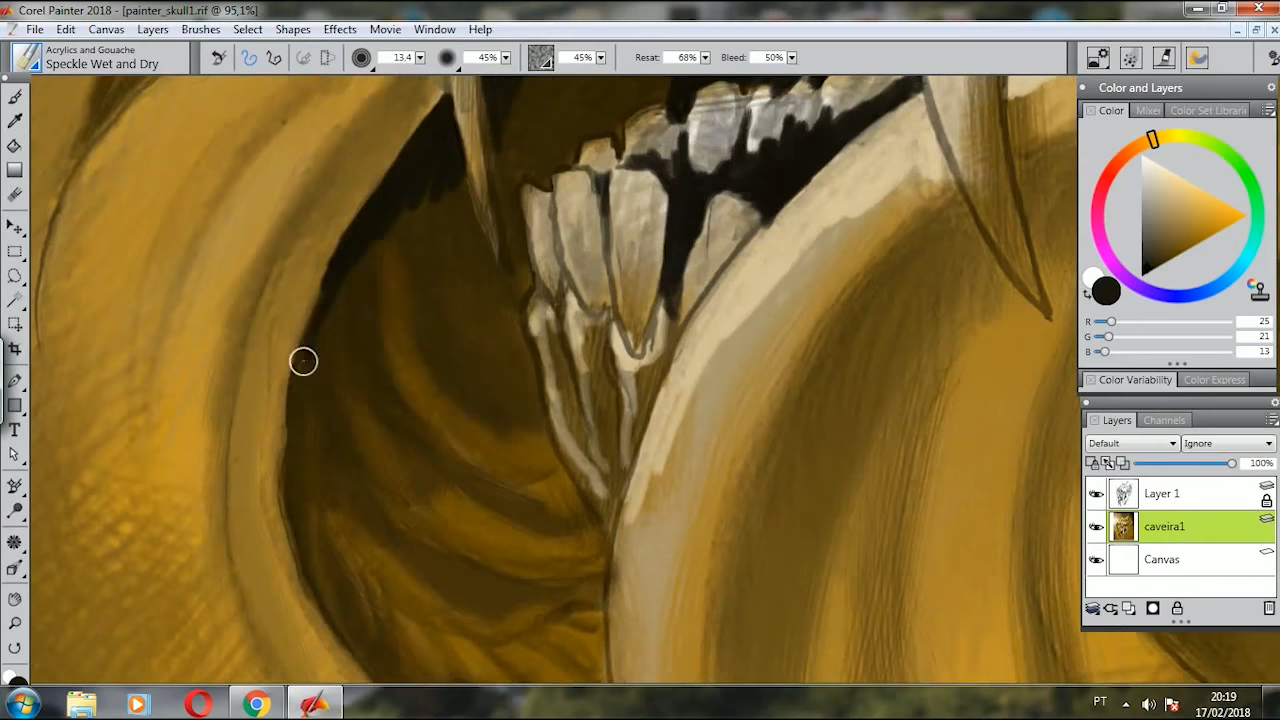 Corel Painter 2018 - [painter_skull1.rif @ 95,1%]
File Edit Canvas Layers Brushes Select Shapes Effects Movie Window Help
Acrylics and Gouache
Speckle Wet and Dry
13,4 45% 45% Resat: 68% Bleed: 50%
Color and Layers
Color Mixer Color Set Librari
R 25
G 21
B 13
Color Variability Color Express
Layers Channels
Default Ignore
100%
Layer 1
caveira1
Canvas
T
PT 20:19
17/02/2018